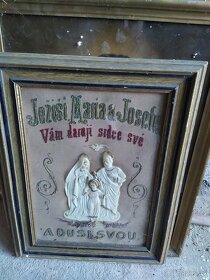 Ježíši Maria a Josefe
Vám daruji srdce své
A DUŠI SVOU